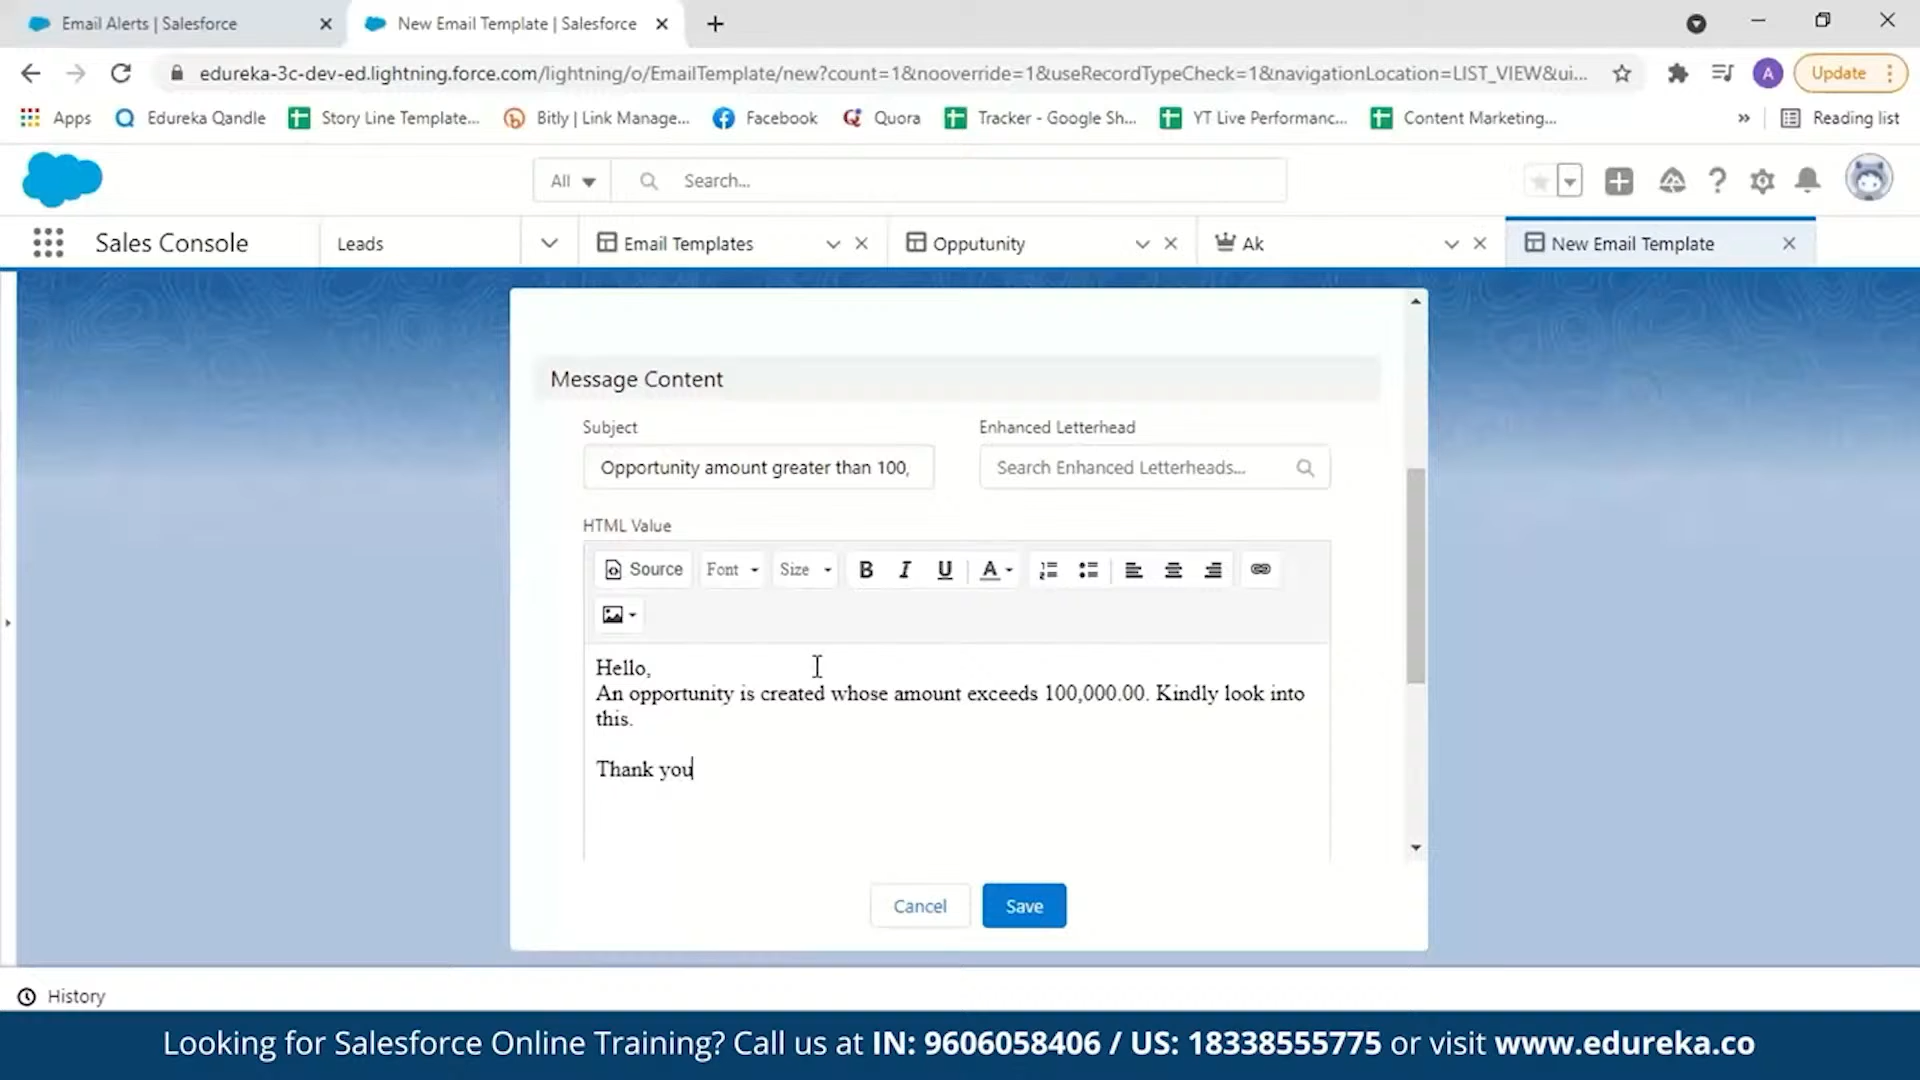 Email Alerts | Salesforce
New Email Template | Salesforce
edureka-3c-dev-ed.lightning.force.com/lightning/o/EmailTemplate/new?count=1&nooverride=1&useRecordTypeCheck=1&navigationLocation=LIST_VIEW&ui...
A
Update
Apps
Edureka Qandle
Story Line Template...
Bitly | Link Manage...
Facebook
Quora
Tracker - Google Sh...
YT Live Performanc...
Content Marketing...
»
Reading list
All
Search...
Sales Console
Leads
Email Templates
Opputunity
Ak
New Email Template
Message Content
Subject
Enhanced Letterhead
Opportunity amount greater than 100,
Search Enhanced Letterheads...
HTML Value
Source
Font
Size
B I U A
Hello,
An opportunity is created whose amount exceeds 100,000.00. Kindly look into
this.
Thank you
Cancel
Save
History
Looking for Salesforce Online Training? Call us at IN: 9606058406 / US: 18338555775 or visit www.edureka.co